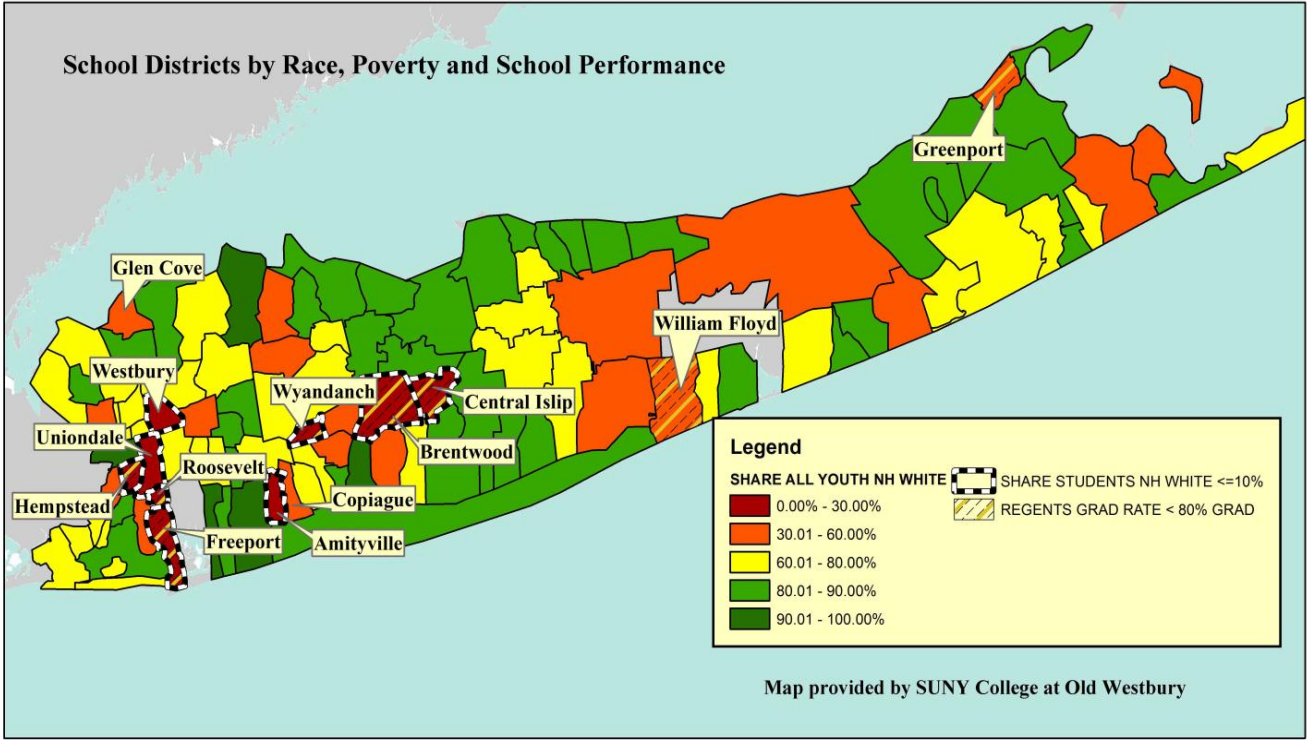 School Districts by Race, Poverty and School Performance
Greenport
Glen Cove
William Floyd
Westbury
Wyandanch
Central Islip
Uniondale
Brentwood
Roosevelt
Hempstead
Copiague
Freeport
Amityville
Legend
SHARE ALL YOUTH NH WHITE
0.00% - 30.00%
30.01 - 60.00%
60.01 - 80.00%
80.01 - 90.00%
90.01 - 100.00%
SHARE STUDENTS NH WHITE <=10%
REGENTS GRAD RATE < 80% GRAD
Map provided by SUNY College at Old Westbury